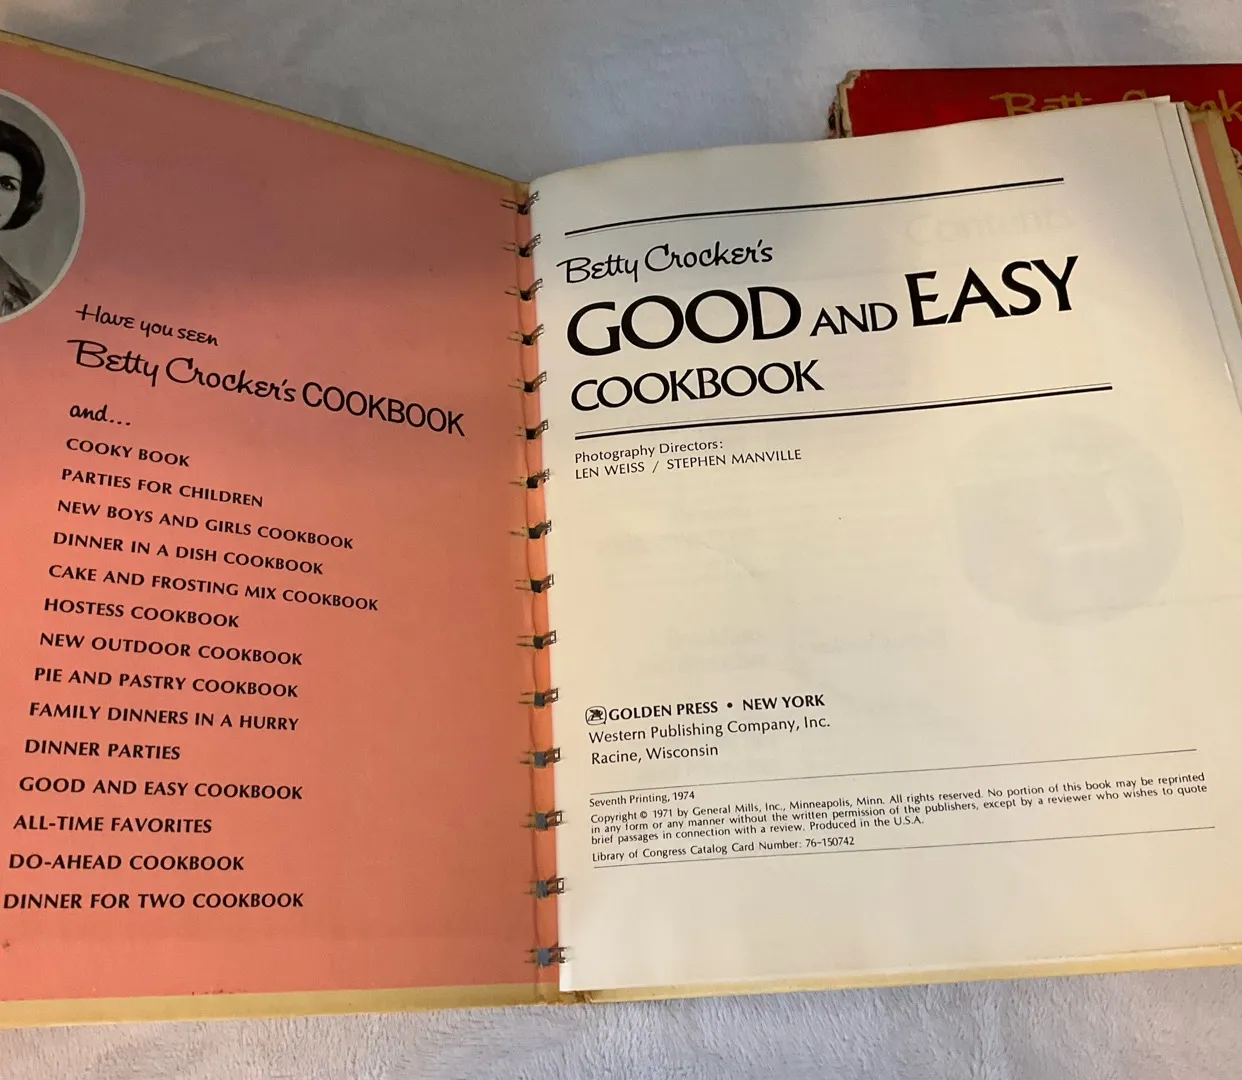 Have you seen
Betty Crocker's COOKBOOK
and...
COOKY BOOK
PARTIES FOR CHILDREN
NEW BOYS AND GIRLS COOKBOOK
DINNER IN A DISH COOKBOOK
CAKE AND FROSTING MIX COOKBOOK
HOSTESS COOKBOOK
NEW OUTDOOR COOKBOOK
PIE AND PASTRY COOKBOOK
FAMILY DINNERS IN A HURRY
DINNER PARTIES
GOOD AND EASY COOKBOOK
ALL-TIME FAVORITES
DO-AHEAD COOKBOOK
DINNER FOR TWO COOKBOOK
Betty Crocker's
GOOD AND EASY
COOKBOOK
Photography Directors:
LEN WEISS / STEPHEN MANVILLE
GOLDEN PRESS • NEW YORK
Western Publishing Company, Inc.
Racine, Wisconsin
Seventh Printing, 1974
Copyright © 1971 by General Mills, Inc., Minneapolis, Minn. All rights reserved. No portion of this book may be reprinted
in any form or any manner without the written permission of the publishers, except by a reviewer who wishes to quote
brief passages in connection with a review. Produced in the U.S.A.
Library of Congress Catalog Card Number: 76-150742
Betty